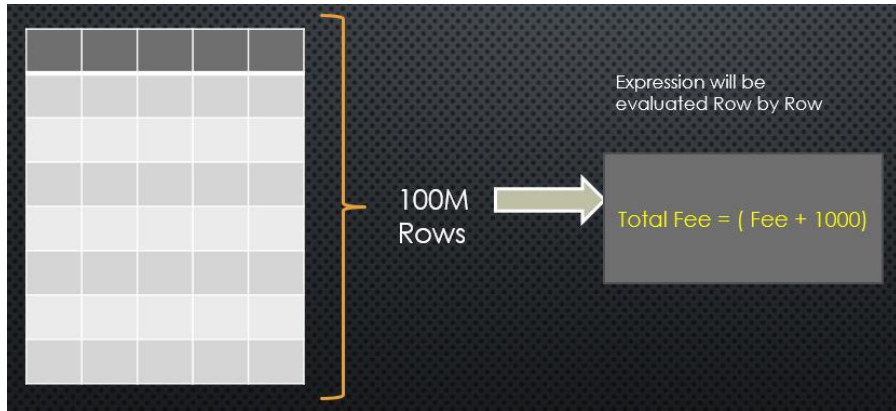 Expression will be
evaluated Row by Row
100M
Rows
Total Fee = ( Fee + 1000)